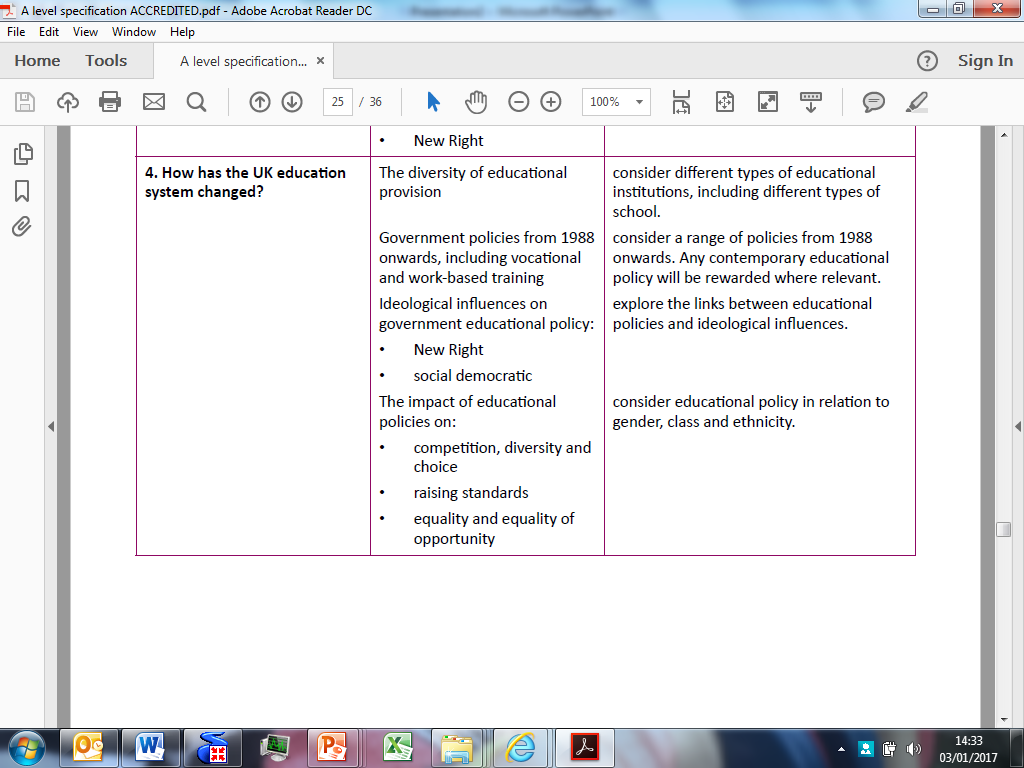 A level specification ACCREDITED.pdf - Adobe Acrobat Reader DC
File Edit View Window Help
Home Tools A level specification... × Sign In
25 / 36 100%
• New Right
4. How has the UK education
system changed?
The diversity of educational
provision
consider different types of educational
institutions, including different types of
school.
Government policies from 1988
onwards, including vocational
and work-based training
consider a range of policies from 1988
onwards. Any contemporary educational
policy will be rewarded where relevant.
Ideological influences on
government educational policy:
explore the links between educational
policies and ideological influences.
• New Right
• social democratic
The impact of educational
policies on:
consider educational policy in relation to
gender, class and ethnicity.
• competition, diversity and
choice
• raising standards
• equality and equality of
opportunity
14:33
03/01/2017